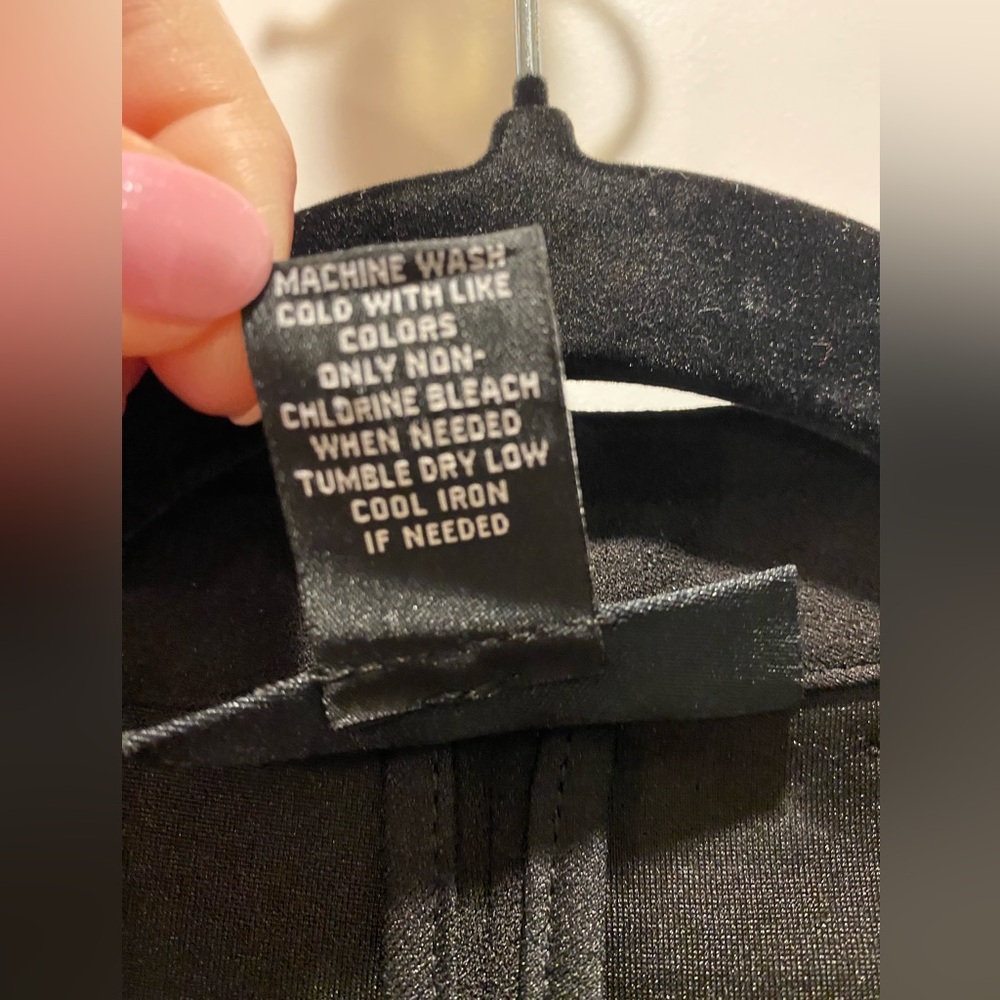 MACHINE WASH
COLD WITH LIKE
COLORS
ONLY NON-
CHLORINE BLEACH
WHEN NEEDED
TUMBLE DRY LOW
COOL IRON
IF NEEDED